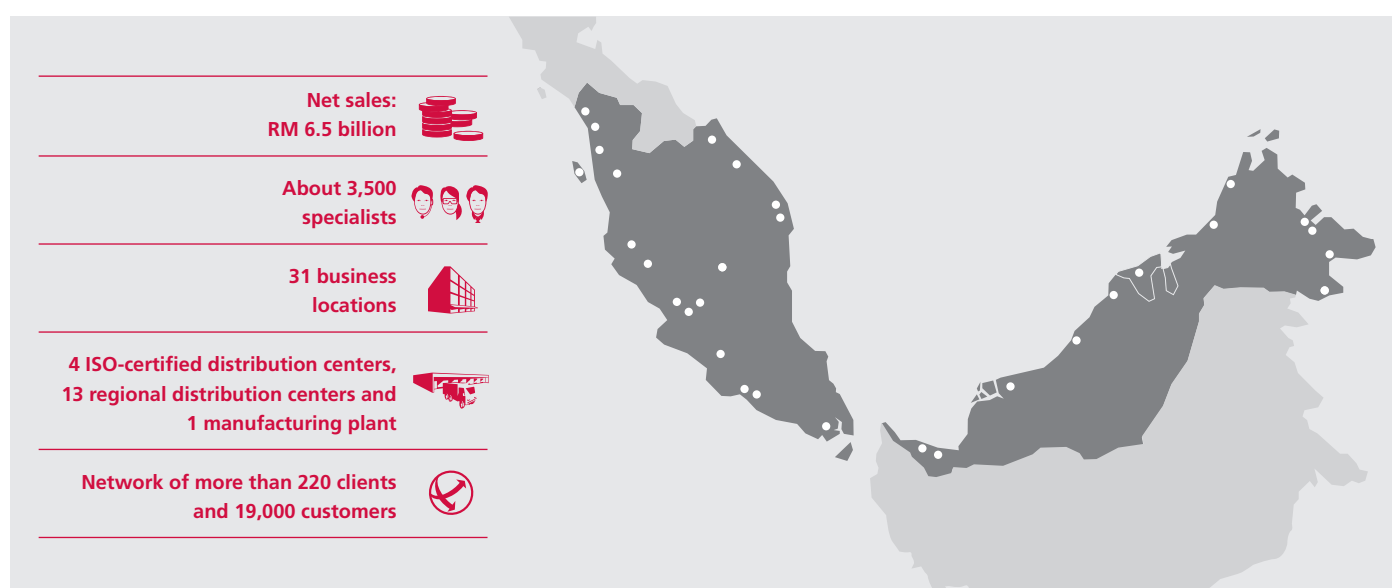 Net sales:
RM 6.5 billion
About 3,500
specialists
31 business
locations
4 ISO-certified distribution centers,
13 regional distribution centers and
1 manufacturing plant
Network of more than 220 clients
and 19,000 customers